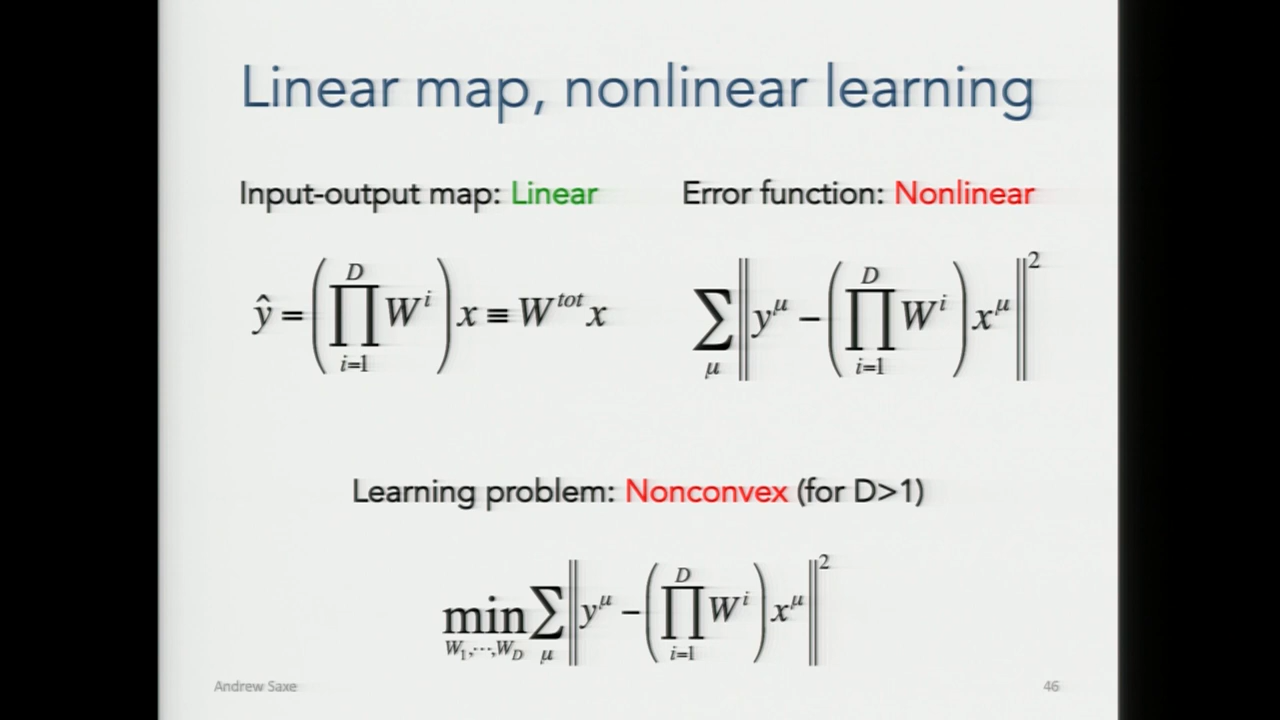 Linear map, nonlinear learning
Input-output map: Linear
Error function: Nonlinear
ŷ = (∏_{i=1}^{D} W^i) x ≡ W^{tot} x
∑_μ ‖y^μ − (∏_{i=1}^{D} W^i) x^μ‖^2
Learning problem: Nonconvex (for D>1)
min_{W_1,⋯,W_D} ∑_μ ‖y^μ − (∏_{i=1}^{D} W^i) x^μ‖^2
Andrew Saxe
46